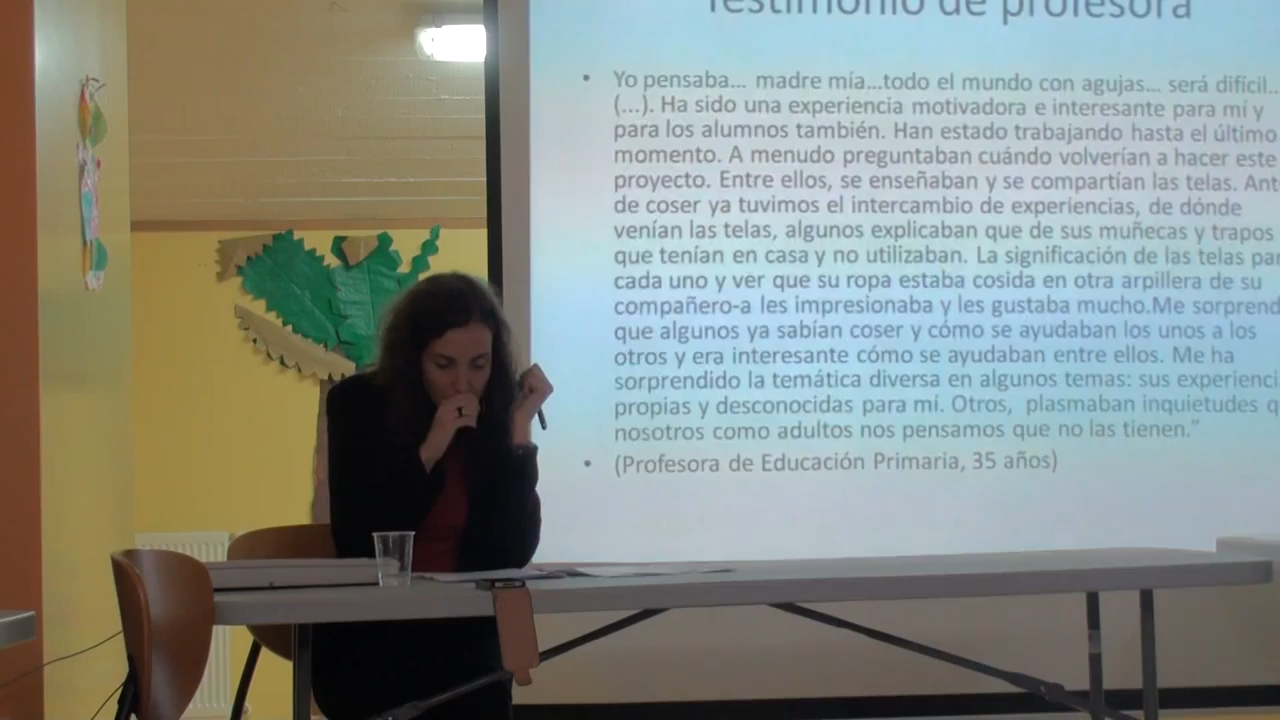 Testimonio de profesora
• Yo pensaba... madre mía...todo el mundo con agujas... será difícil...
(...). Ha sido una experiencia motivadora e interesante para mí y
para los alumnos también. Han estado trabajando hasta el último
momento. A menudo preguntaban cuándo volverían a hacer este
proyecto. Entre ellos, se enseñaban y se compartían las telas. Ant
de coser ya tuvimos el intercambio de experiencias, de dónde
venían las telas, algunos explicaban que de sus muñecas y trapos
que tenían en casa y no utilizaban. La significación de las telas par
cada uno y ver que su ropa estaba cosida en otra arpillera de su
compañero-a les impresionaba y les gustaba mucho.Me sorprend
que algunos ya sabían coser y cómo se ayudaban los unos a los
otros y era interesante cómo se ayudaban entre ellos. Me ha
sorprendido la temática diversa en algunos temas: sus experienci
propias y desconocidas para mí. Otros, plasmaban inquietudes q
nosotros como adultos nos pensamos que no las tienen.”
• (Profesora de Educación Primaria, 35 años)